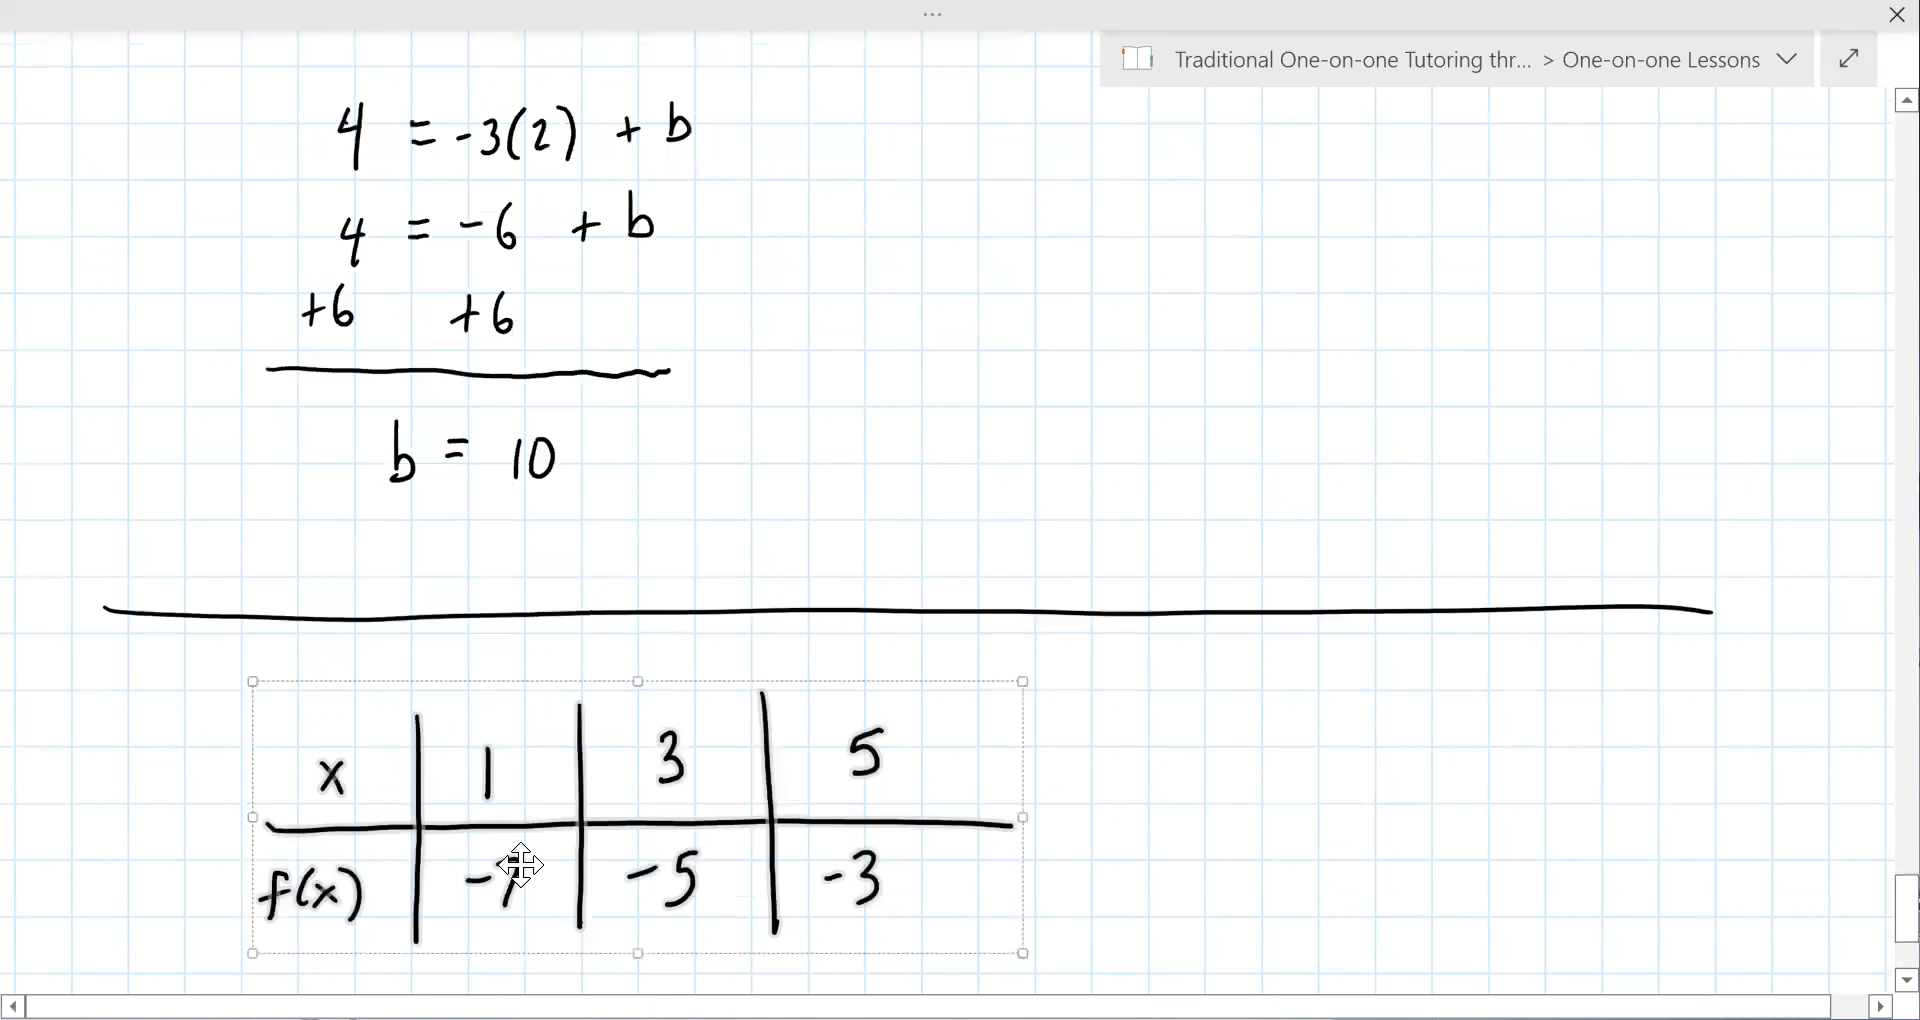 ...
Traditional One-on-one Tutoring thr... > One-on-one Lessons
4 = -3(2) + b
4 = -6 + b
+6 +6
b = 10
x 1 3 5
f(x) -7 -5 -3